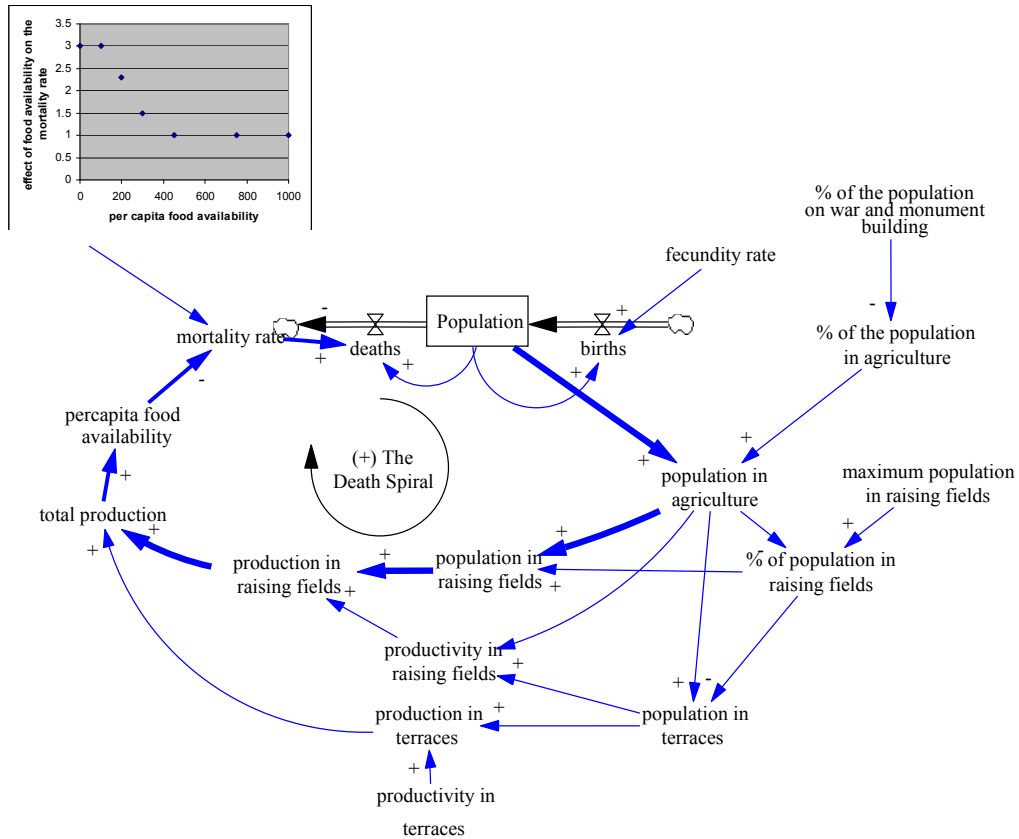 effect of food availability on the
mortality rate
3.5
3
2.5
2
1.5
1
0.5
0
0 200 400 600 800 1000
per capita food availability
% of the population
on war and monument
building
fecundity rate
-
+
-
Population
mortality rate
deaths
births
% of the population
in agriculture
+
+
+
-
percapita food
availability
(+) The
Death Spiral
+
+
population in
agriculture
maximum population
in raising fields
+
total production
+
+
+
+
production in
raising fields
+
population in
raising fields
+
-
% of population in
raising fields
+
productivity in
raising fields
+
+ -
production in
terraces
+
population in
terraces
+
productivity in
terraces